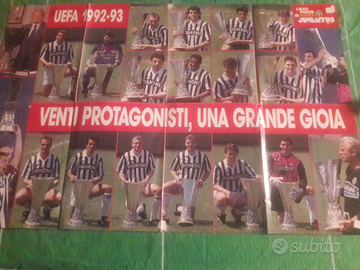 UEFA 1992-93
JUVENTUS
VENTI PROTAGONISTI, UNA GRANDE GIOIA
subito